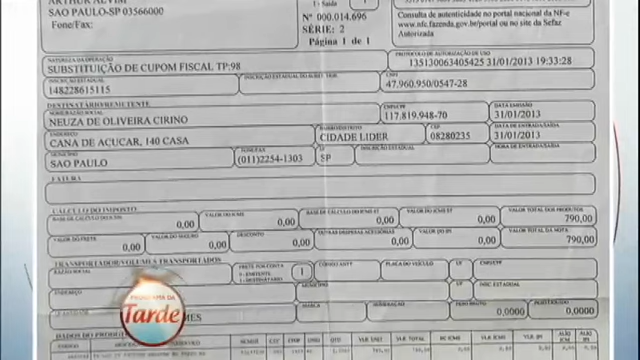 ARTHUR ALVIM
SAO PAULO-SP 03566000
Fone/Fax:
1 - Saída
1
Nº 000.014.696
SÉRIE: 2
Página 1 de 1
Consulta de autenticidade no portal nacional da NF-e
www.nfe.fazenda.gov.br/portal ou no site da Sefaz
Autorizada
NATUREZA DA OPERAÇÃO
SUBSTITUIÇÃO DE CUPOM FISCAL TP:98
PROTOCOLO DE AUTORIZAÇÃO DE USO
135130063405425 31/01/2013 19:33:28
INSCRIÇÃO ESTADUAL
148228615115
CNPJ
47.960.950/0547-28
DESTINATÁRIO/REMETENTE
NEUZA DE OLIVEIRA CIRINO
CNPJ/CPF
117.819.948-70
DATA EMISSÃO
31/01/2013
ENDEREÇO
CANA DE AÇUCAR, 140 CASA
BAIRRO/DISTRITO
CIDADE LIDER
CEP
08280235
DATA DE ENTRADA/SAÍDA
31/01/2013
MUNICÍPIO
SAO PAULO
FONE/FAX
(011)2254-1303
UF
SP
INSCRIÇÃO ESTADUAL
HORA DE ENTRADA/SAÍDA
FATURA
CÁLCULO DO IMPOSTO
BASE DE CÁLCULO DO ICMS
0,00
VALOR DO ICMS
0,00
BASE DE CÁLCULO DO ICMS ST
0,00
VALOR DO ICMS ST
0,00
VALOR TOTAL DOS PRODUTOS
790,00
VALOR DO FRETE
0,00
VALOR DO SEGURO
0,00
DESCONTO
0,00
OUTRAS DESPESAS ACESSÓRIAS
0,00
VALOR DO IPI
0,00
VALOR TOTAL DA NOTA
790,00
TRANSPORTADOR/VOLUMES TRANSPORTADOS
RAZÃO SOCIAL
FRETE POR CONTA
0 - EMITENTE
1 - DESTINATÁRIO
1
CÓDIGO ANTT
PLACA DO VEÍCULO
UF
CNPJ/CPF
ENDEREÇO
MUNICÍPIO
UF
INSC. ESTADUAL
MARCA
NUMERAÇÃO
PESO BRUTO
0,0000
PESO LÍQUIDO
0,0000
PROGRAMA DA
Tarde
DADOS DO PRODUTO